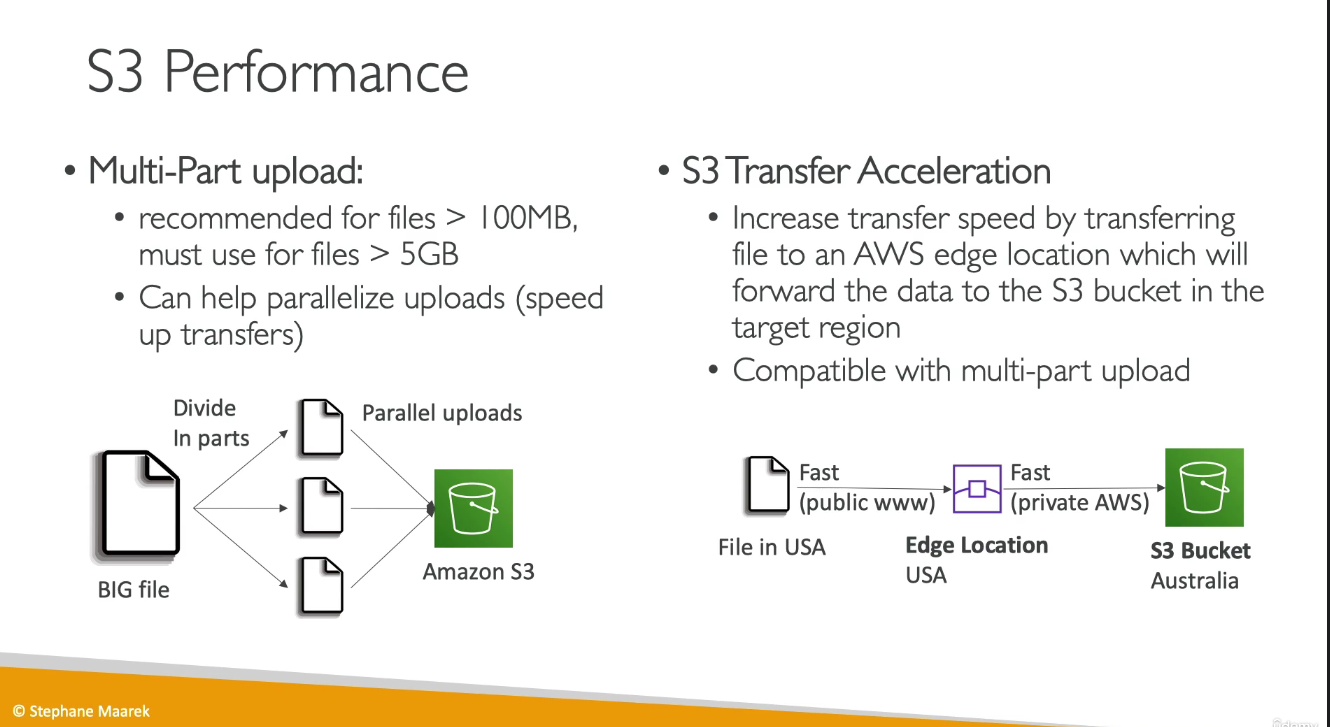 S3 Performance
• Multi-Part upload:
• recommended for files > 100MB,
must use for files > 5GB
• Can help parallelize uploads (speed
up transfers)
Divide
In parts
Parallel uploads
BIG file
Amazon S3
• S3 Transfer Acceleration
• Increase transfer speed by transferring
file to an AWS edge location which will
forward the data to the S3 bucket in the
target region
• Compatible with multi-part upload
Fast
(public www)
Fast
(private AWS)
File in USA
Edge Location
USA
S3 Bucket
Australia
© Stephane Maarek